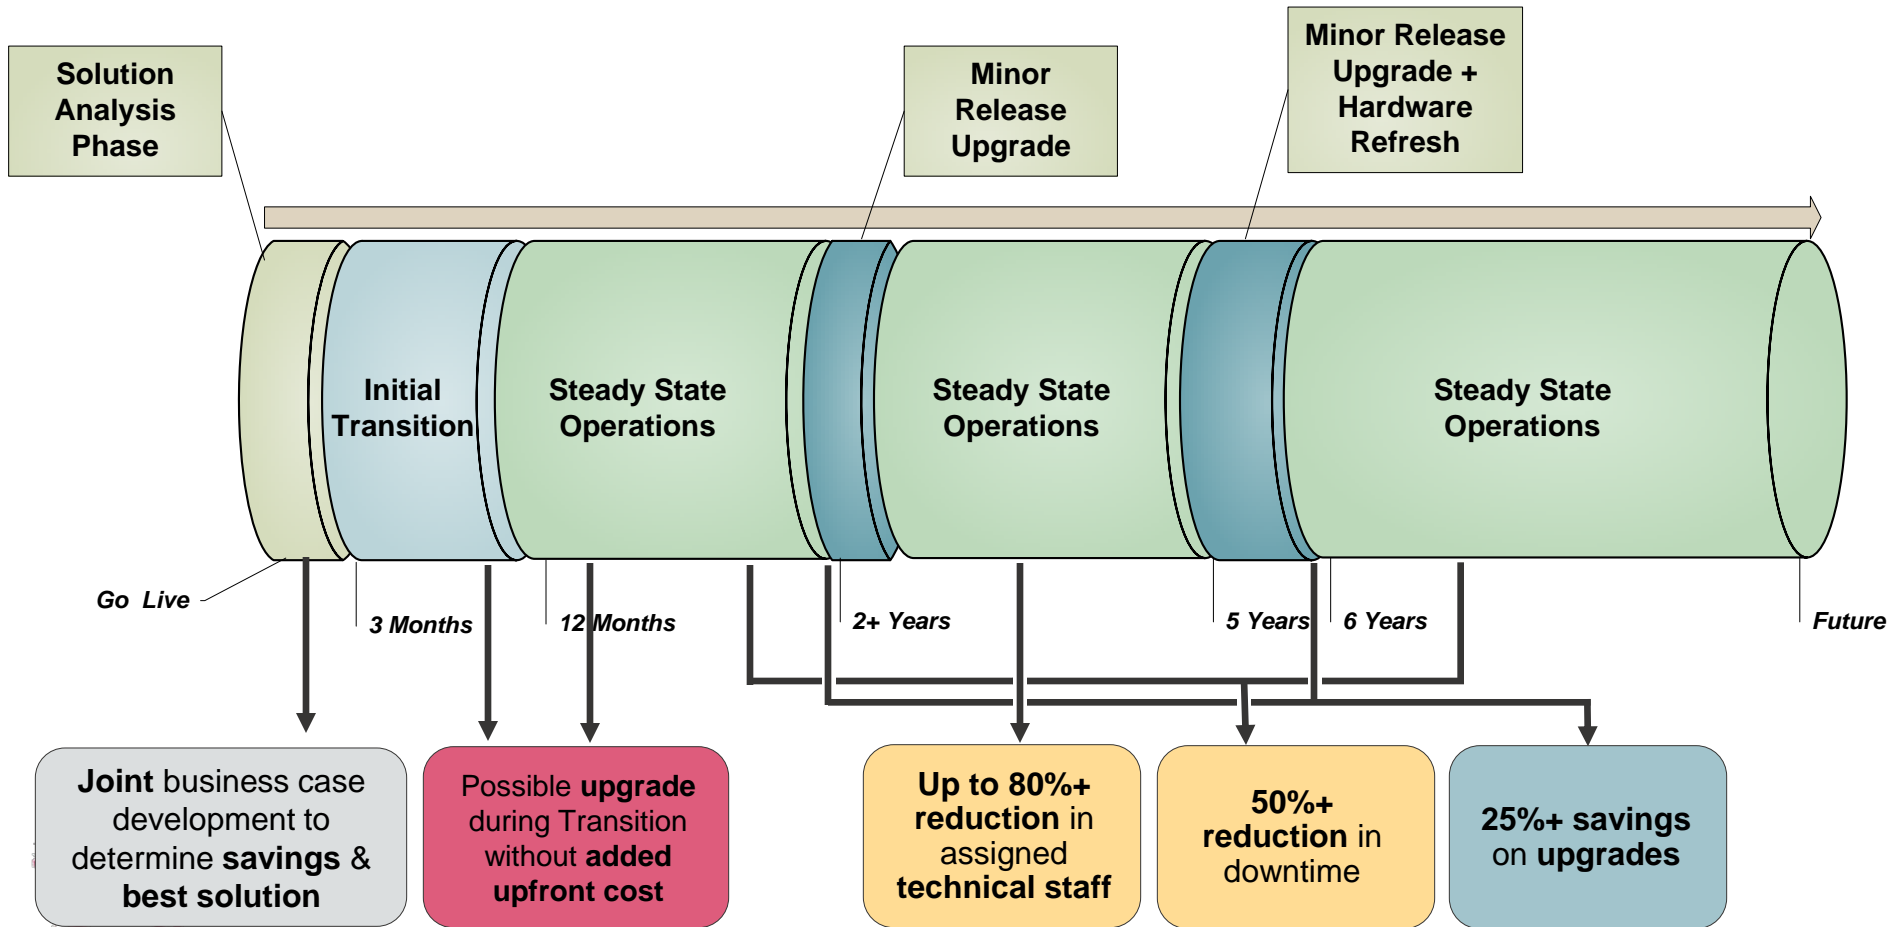 Solution
Analysis
Phase
Minor
Release
Upgrade
Minor Release
Upgrade +
Hardware
Refresh
Initial
Transition
Steady State
Operations
Steady State
Operations
Steady State
Operations
Go Live
3 Months
12 Months
2+ Years
5 Years
6 Years
Future
Joint business case
development to
determine savings &
best solution
Possible upgrade
during Transition
without added
upfront cost
Up to 80%+
reduction in
assigned
technical staff
50%+
reduction in
downtime
25%+ savings
on upgrades